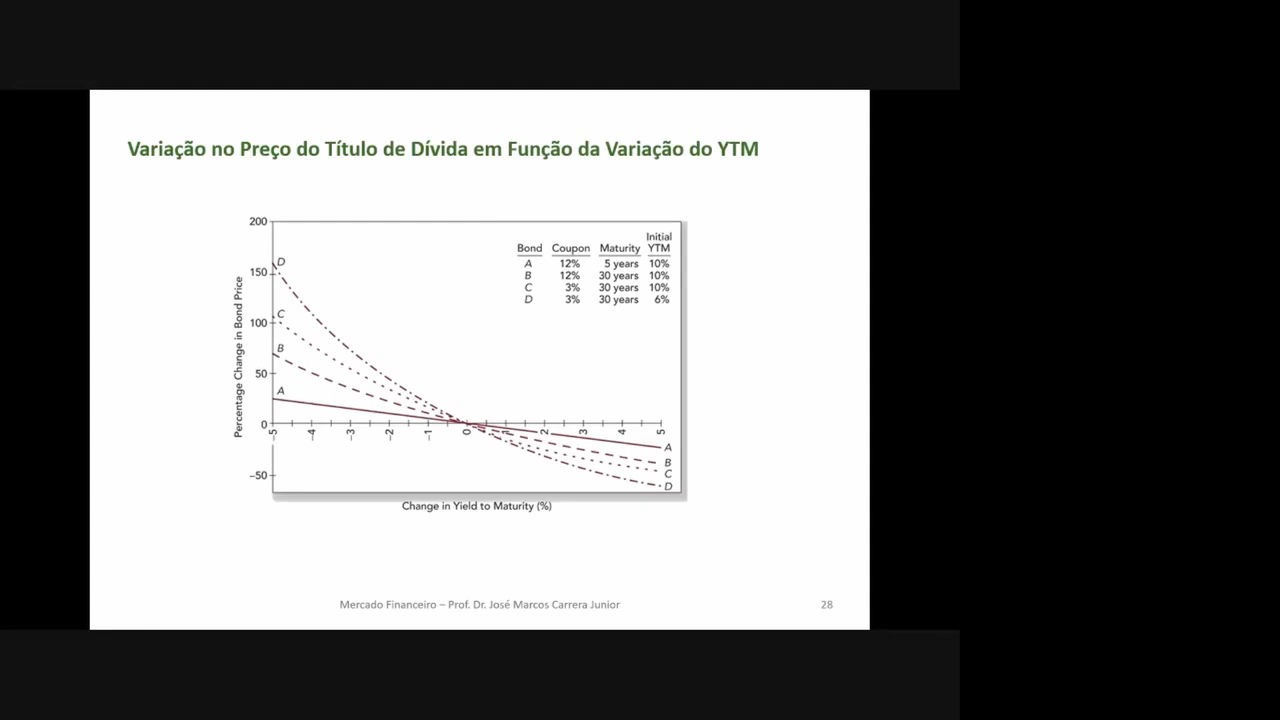 Variação no Preço do Título de Dívida em Função da Variação do YTM
200
150
100
50
0
−50
Percentage Change in Bond Price
Initial
Bond Coupon Maturity YTM
A 12% 5 years 10%
B 12% 30 years 10%
C 3% 30 years 10%
D 3% 30 years 6%
D
C
B
A
−5 −4 −3 −2 −1 0 1 2 3 4 5
A
B
C
D
Change in Yield to Maturity (%)
Mercado Financeiro – Prof. Dr. José Marcos Carrera Junior
28